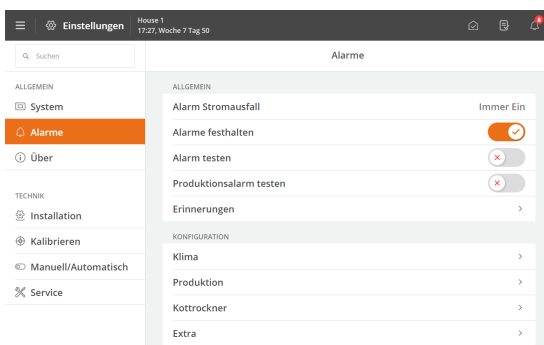 Einstellungen
House 1
17:27, Woche 7 Tag 50
8
Suchen
Alarme
ALLGEMEIN
System
Alarme
Über
TECHNIK
Installation
Kalibrieren
Manuell/Automatisch
Service
ALLGEMEIN
Alarm Stromausfall Immer Ein
Alarme festhalten
Alarm testen
Produktionsalarm testen
Erinnerungen
KONFIGURATION
Klima
Produktion
Kottrockner
Extra